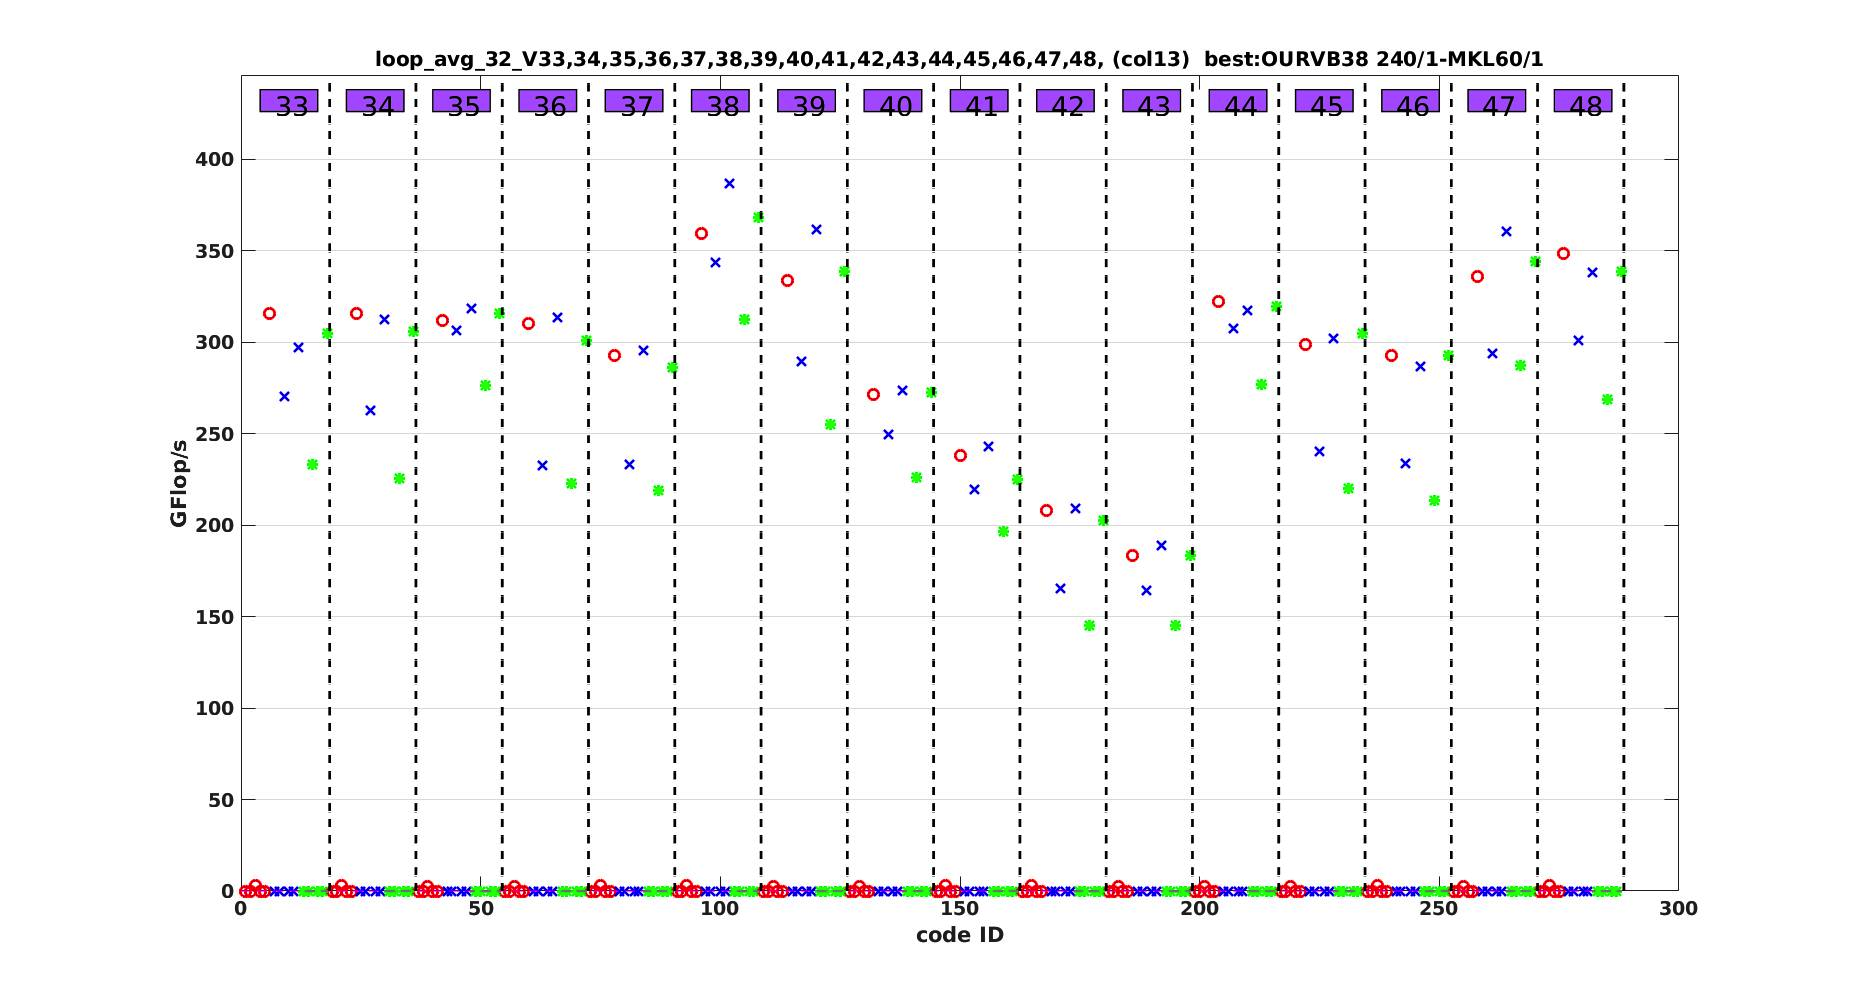 loop_avg_32_V33,34,35,36,37,38,39,40,41,42,43,44,45,46,47,48, (col13)  best:OURVB38 240/1-MKL60/1
33 34 35 36 37 38 39 40 41 42 43 44 45 46 47 48
400
350
300
250
200
150
100
50
0
GFlop/s
0 50 100 150 200 250 300
code ID